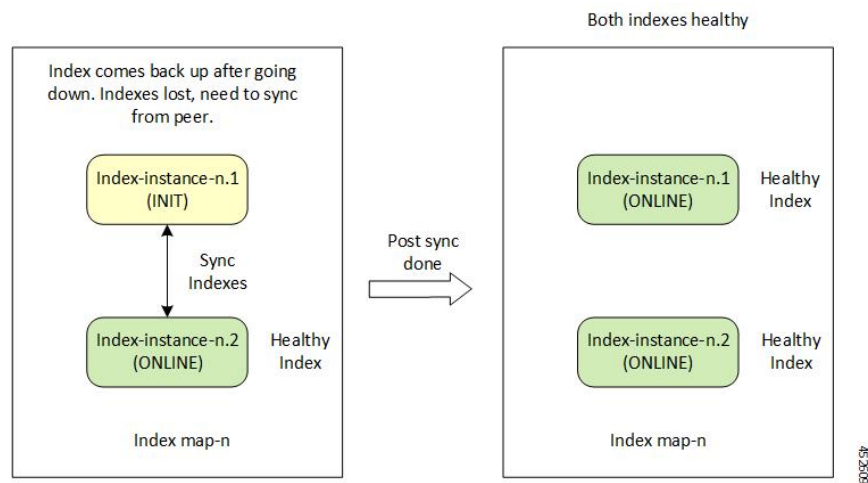 Index comes back up after going
down. Indexes lost, need to sync
from peer.
Index-instance-n.1
(INIT)
Sync
Indexes
Index-instance-n.2
(ONLINE)
Healthy
Index
Index map-n
Post sync
done
Both indexes healthy
Index-instance-n.1
(ONLINE)
Healthy
Index
Index-instance-n.2
(ONLINE)
Healthy
Index
Index map-n
452609